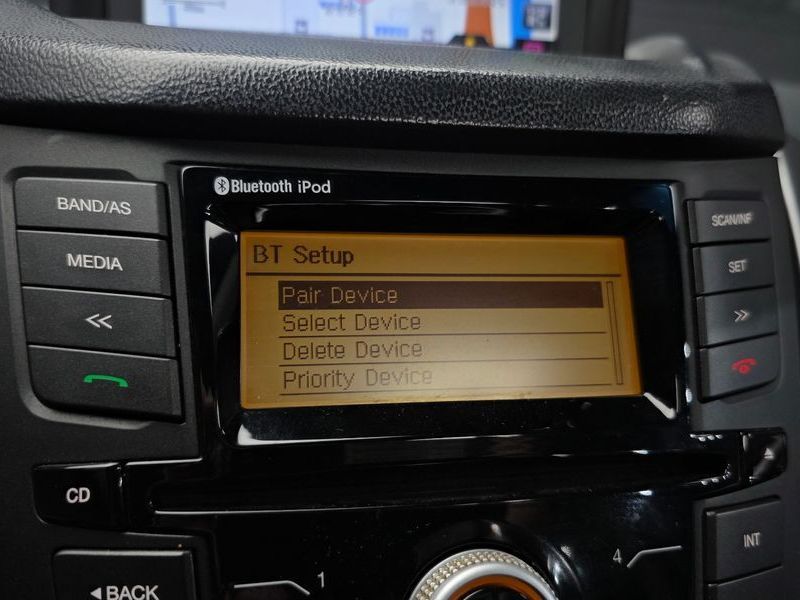 Bluetooth iPod
BAND/AS
MEDIA
CD
BACK
BT Setup
Pair Device
Select Device
Delete Device
Priority Device
1
4
SCAN/INF
SET
INT